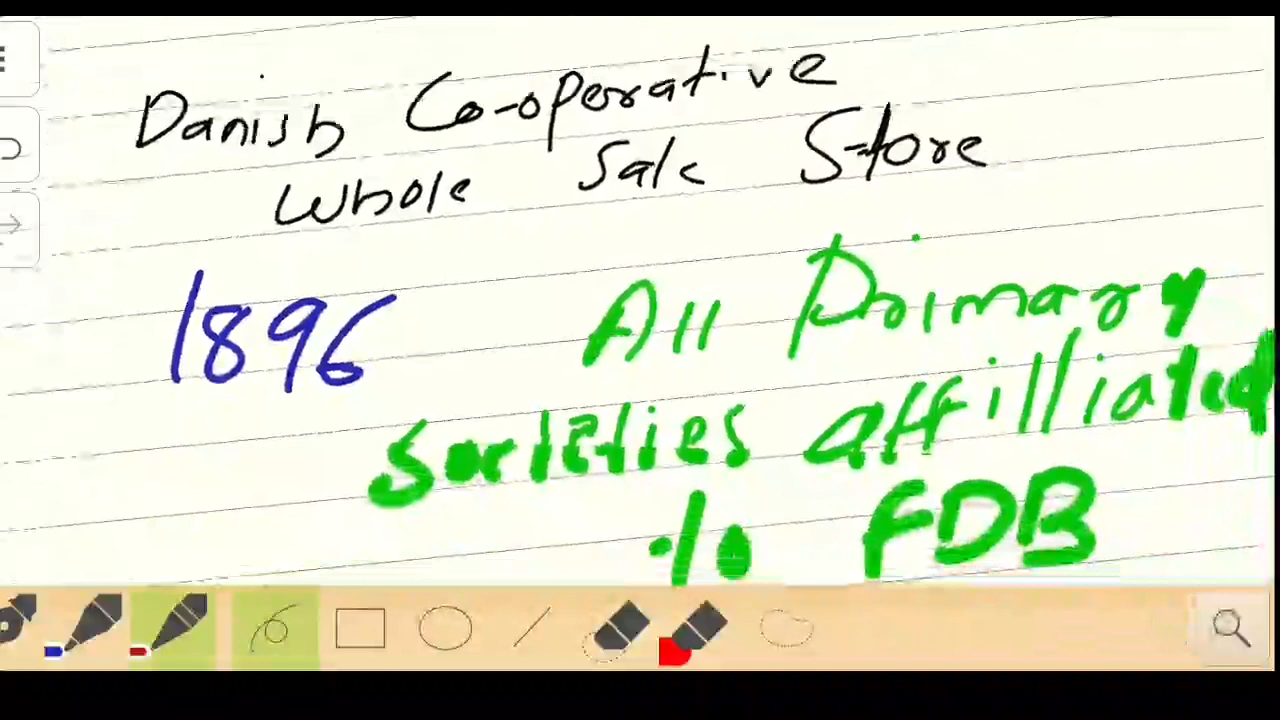 Danish Co-operative
Whole Sale Store
1896
All Primary
Societies affilliated
to FDB